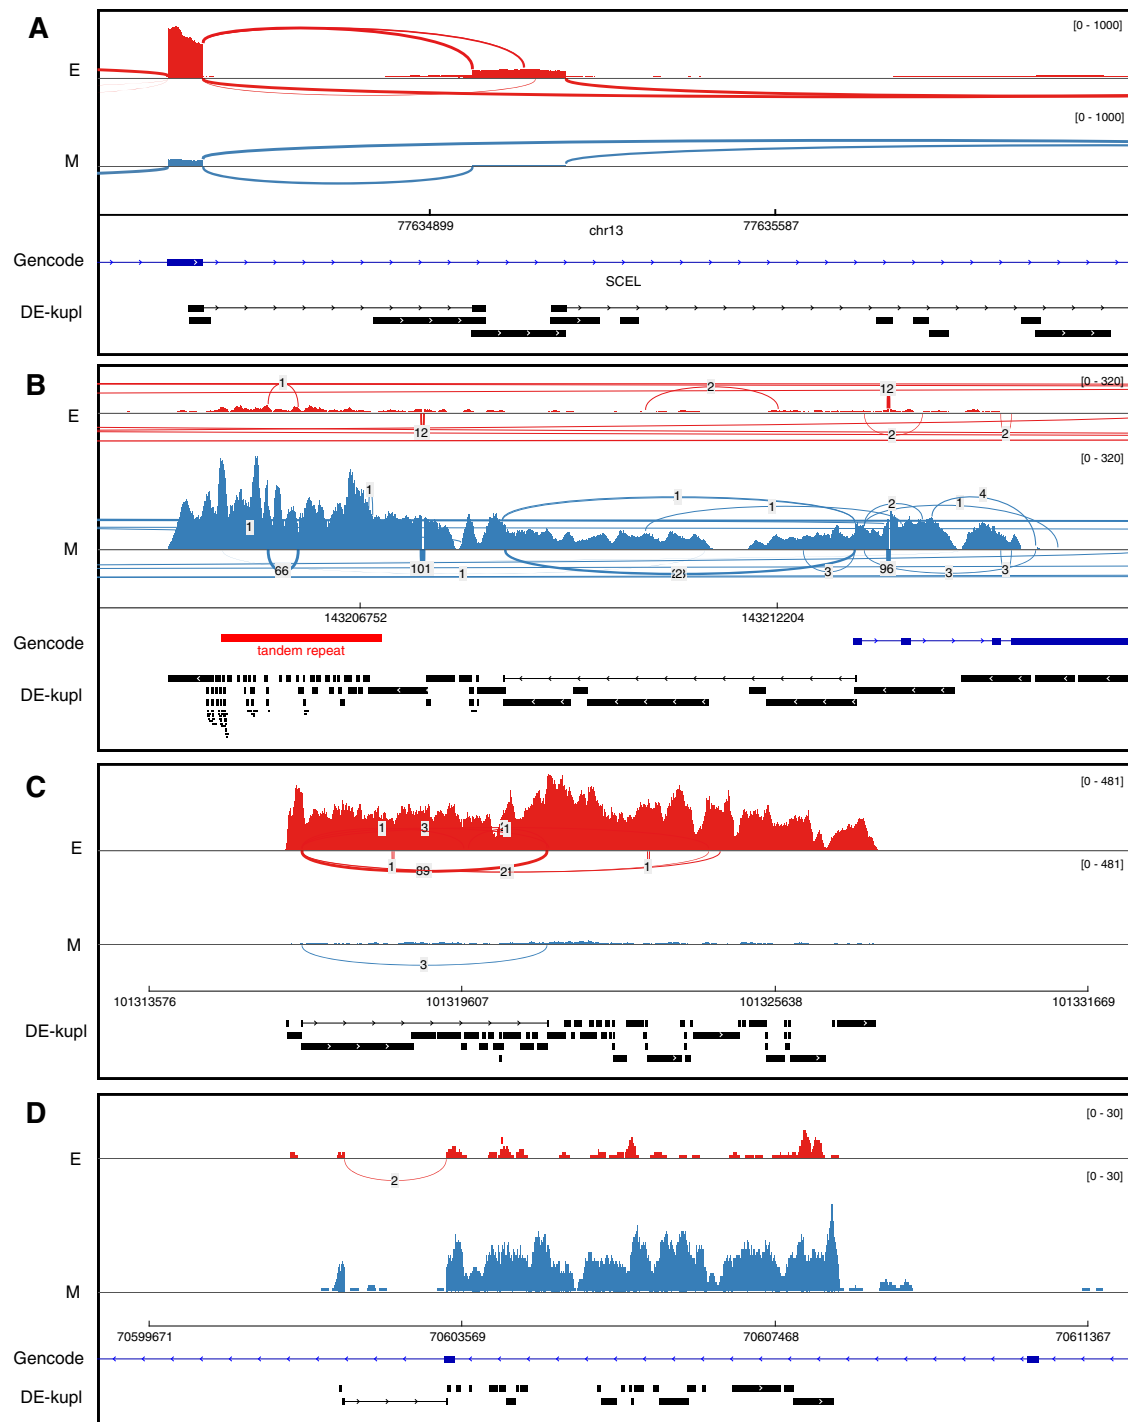 A
[0 - 1000]
E
[0 - 1000]
M
77634899
77635587
chr13
Gencode
SCEL
DE-kupl
B
1
2
12
[0 - 320]
E
12
2
2
[0 - 320]
1
1
1
2
1
4
1
M
66
101
1
3
96
3
3
143206752
143212204
Gencode
tandem repeat
DE-kupl
C
[0 - 481]
1
3
1
E
1
89
21
1
[0 - 481]
M
3
101313576
101319607
101325638
101331669
DE-kupl
D
[0 - 30]
E
2
[0 - 30]
M
70599671
70603569
70607468
70611367
Gencode
DE-kupl